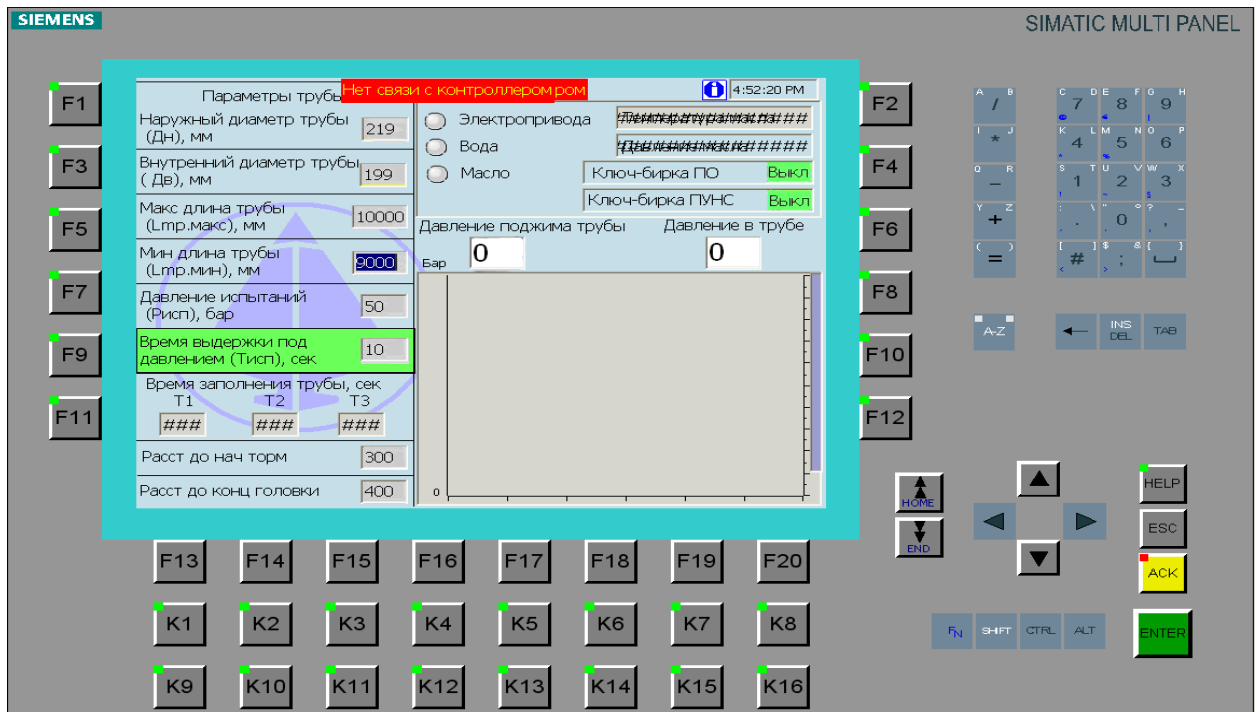 SIEMENS
SIMATIC MULTI PANEL
F1
F3
F5
F7
F9
F11
Параметры трубы
Нет связи с контроллером ром
4:52:20 PM
Наружный диаметр трубы
(Дн), мм
219
Внутренний диаметр трубы
( Дв), мм
199
Макс длина трубы
(Lтр.макс), мм
10000
Мин длина трубы
(Lтр.мин), мм
9000
Давление испытаний
(Рисп), бар
50
Время выдержки под
давлением (Тисп), сек
10
Время заполнения трубы, сек
Т1 Т2 Т3
### ### ###
Расст до нач торм
300
Расст до конц головки
400
Электропривода
Вода
Масло
Ключ-бирка ПО
Выкл
Ключ-бирка ПУНС
Выкл
Давление поджима трубы
Давление в трубе
Бар
0
0
0
F2
F4
F6
F8
F10
F12
F13 F14 F15 F16 F17 F18 F19 F20
K1 K2 K3 K4 K5 K6 K7 K8
K9 K10 K11 K12 K13 K14 K15 K16
A B
/
C D
7
E F
8
G H
9
I J
*
K L
4
M N
5
O P
6
Q R
–
S T
1
U V
2
W X
3
Y Z
+
.
0
,
( )
=
[ ]
#
$ &
;
A-Z
INS
DEL
TAB
HOME
END
HELP
ESC
ACK
FN SHIFT CTRL ALT
ENTER